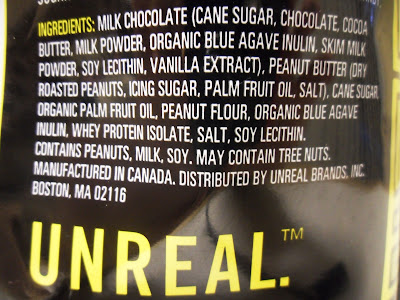 INGREDIENTS: MILK CHOCOLATE (CANE SUGAR, CHOCOLATE, COCOA
BUTTER, MILK POWDER, ORGANIC BLUE AGAVE INULIN, SKIM MILK
POWDER, SOY LECITHIN, VANILLA EXTRACT), PEANUT BUTTER (DRY
ROASTED PEANUTS, ICING SUGAR, PALM FRUIT OIL, SALT), CANE SUGAR,
ORGANIC PALM FRUIT OIL, PEANUT FLOUR, ORGANIC BLUE AGAVE
INULIN, WHEY PROTEIN ISOLATE, SALT, SOY LECITHIN.
CONTAINS PEANUTS, MILK, SOY. MAY CONTAIN TREE NUTS.
MANUFACTURED IN CANADA. DISTRIBUTED BY UNREAL BRANDS, INC.
BOSTON, MA 02116
UNREAL.™